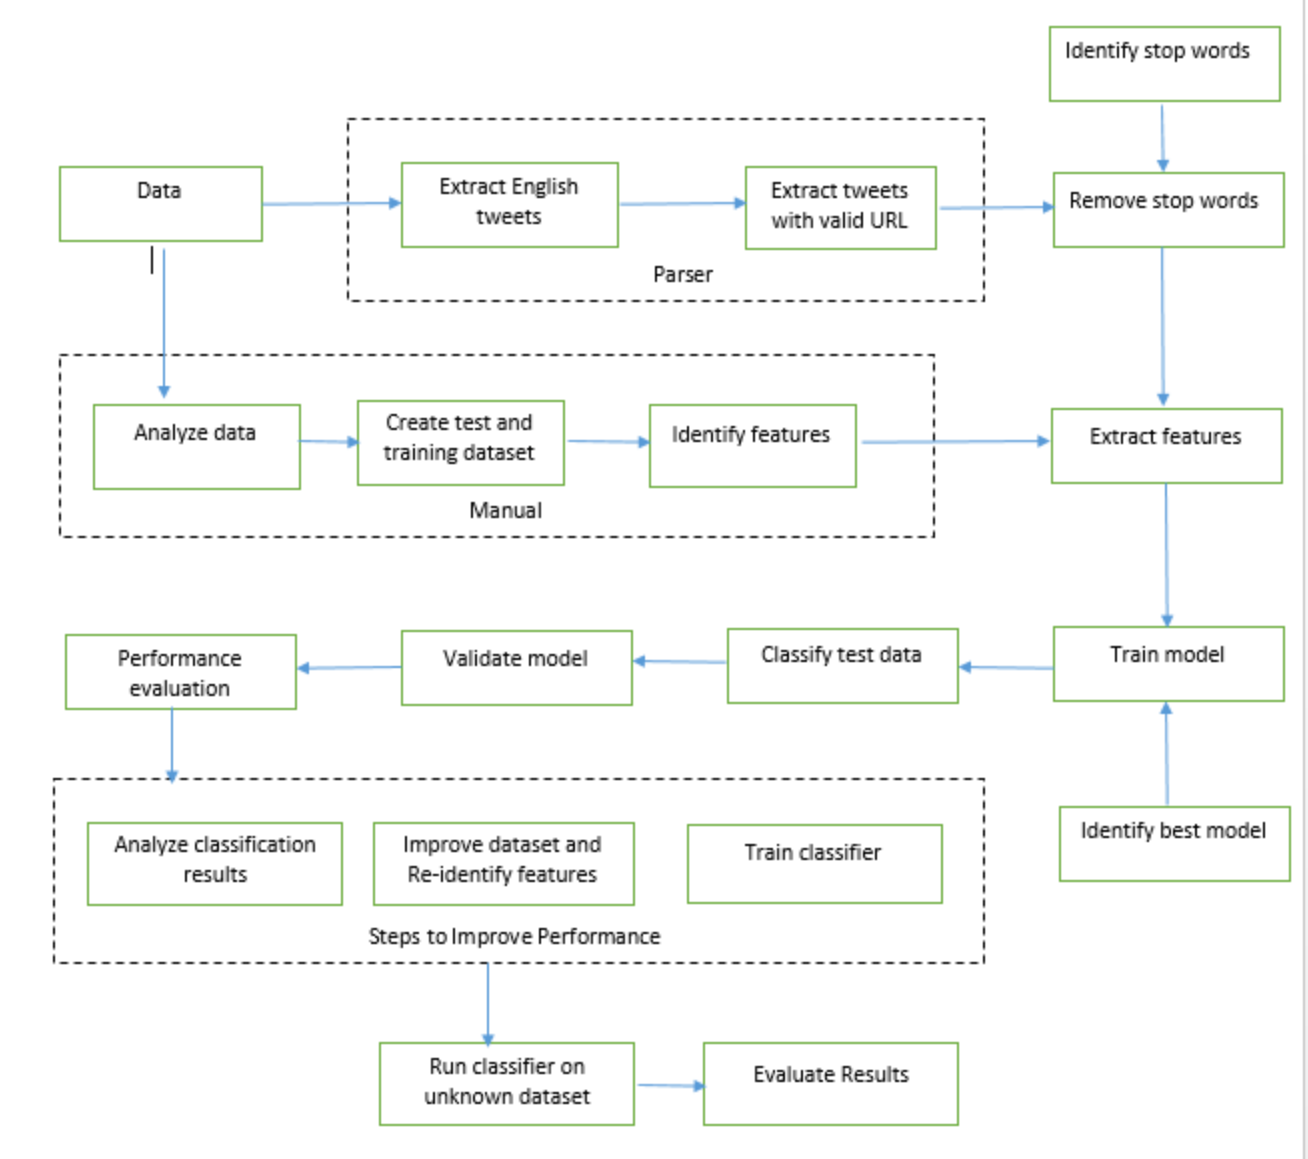 Identify stop words
Data
Extract English
tweets
Extract tweets
with valid URL
Remove stop words
Parser
Analyze data
Create test and
training dataset
Identify features
Extract features
Manual
Performance
evaluation
Validate model
Classify test data
Train model
Analyze classification
results
Improve dataset and
Re-identify features
Train classifier
Identify best model
Steps to Improve Performance
Run classifier on
unknown dataset
Evaluate Results